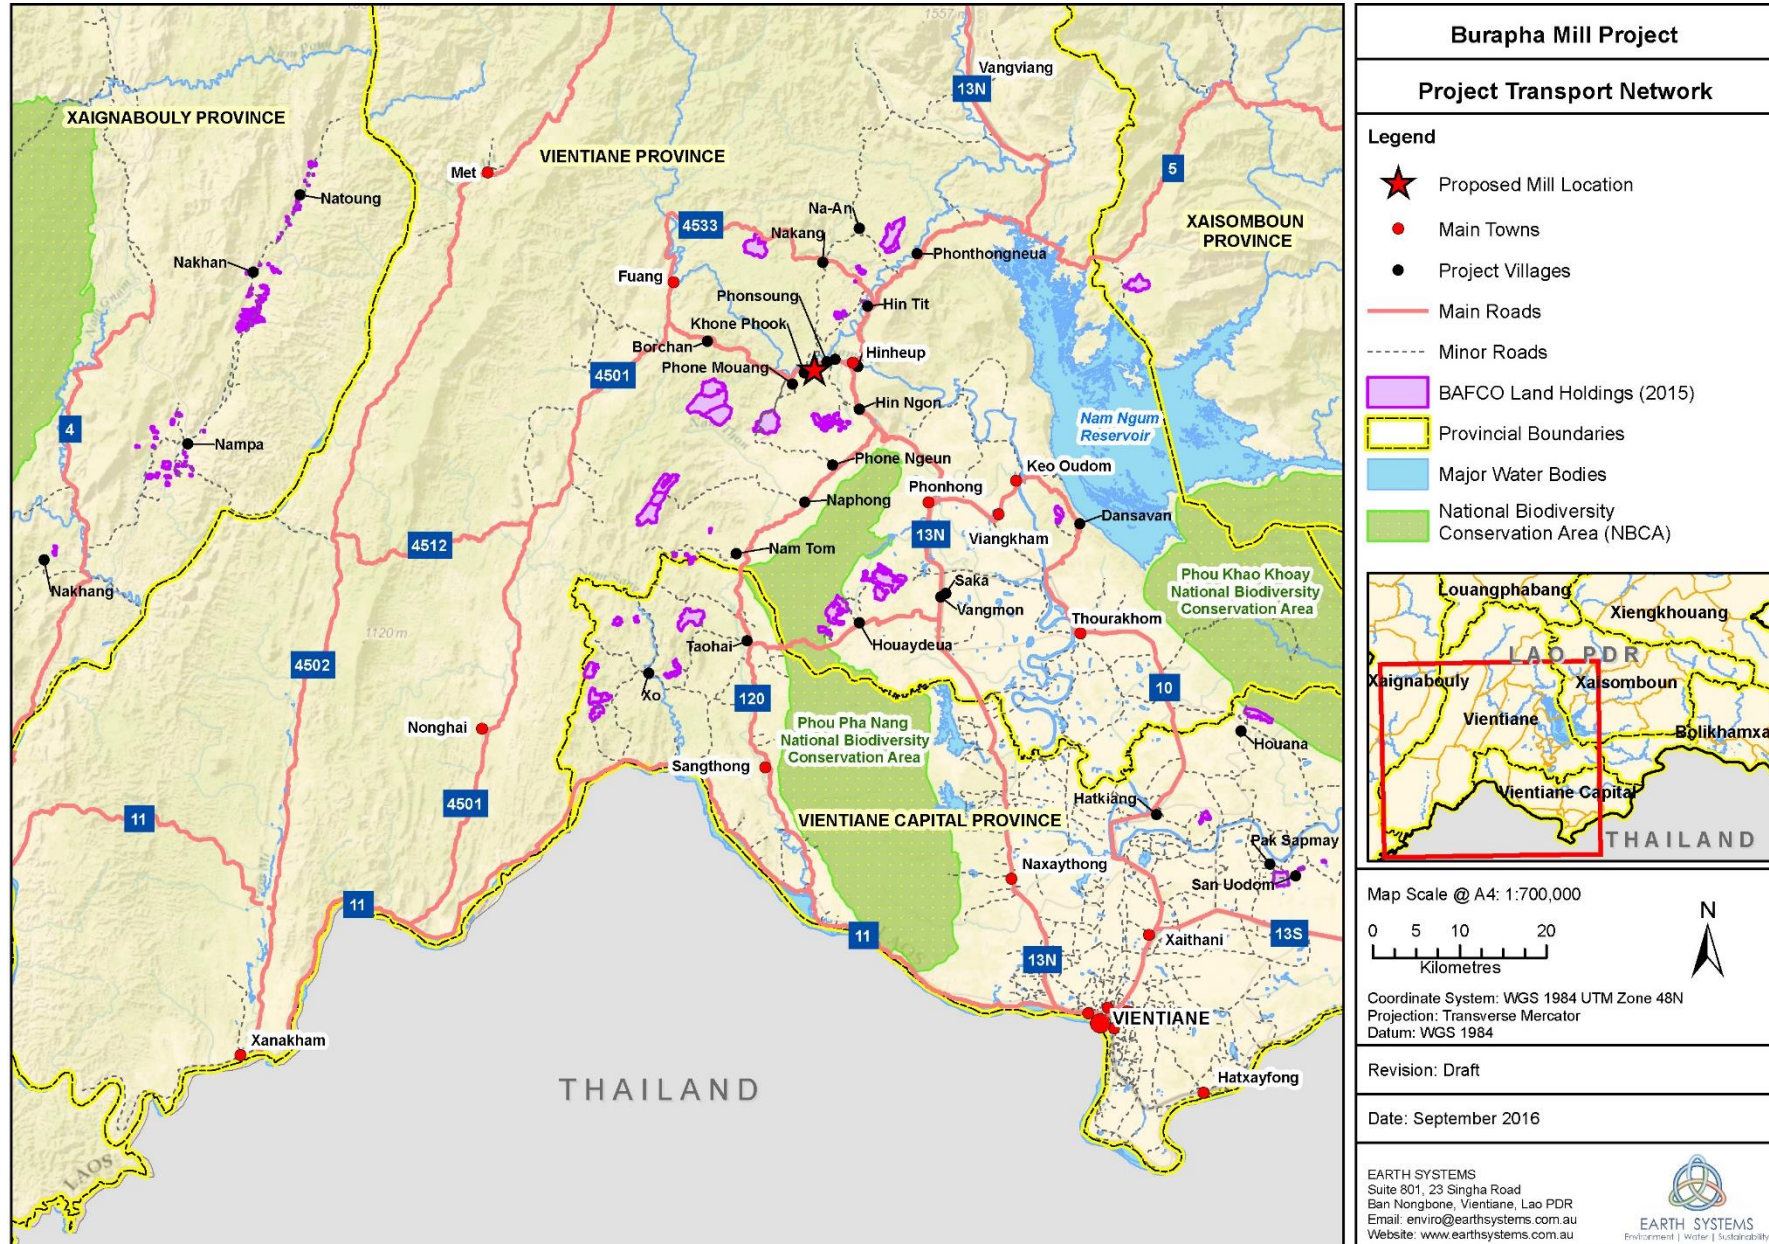 1557 m
Vangviang
13N
XAIGNABOULY PROVINCE
VIENTIANE PROVINCE
Met
5
Natoung
Na-An
XAISOMBOUN
PROVINCE
4533
Nakang
Phonthongneua
Nakhan
Fuang
Phonsoung
Hin Tit
Khone Phook
Borchan
Hinheup
Phone Mouang
4501
Hin Ngon
Nam Ngum
Reservoir
4
Nampa
Phone Ngeun
Keo Oudom
Phonhong
Naphong
Dansavan
13N
Viangkham
4512
Nam Tom
Nakhang
Saka
Vangmon
Phou Khao Khoay
National Biodiversity
Conservation Area
1120 m
Thourakhom
Taohai
Houaydeua
4502
Xo
10
120
Nonghai
Phou Pha Nang
National Biodiversity
Conservation Area
Houana
Sangthong
4501
Hatkiang
11
VIENTIANE CAPITAL PROVINCE
Pak Sapmay
Naxaythong
San Uodom
11
11
LAOS
Xaithani
13S
13N
VIENTIANE
Xanakham
THAILAND
Hatxayfong
LAOS
Burapha Mill Project
Project Transport Network
Legend
Proposed Mill Location
Main Towns
Project Villages
Main Roads
Minor Roads
BAFCO Land Holdings (2015)
Provincial Boundaries
Major Water Bodies
National Biodiversity
Conservation Area (NBCA)
Louangphabang
Xiengkhouang
LAO PDR
Xaignabouly
Xaisomboun
Vientiane
Bolikhamxa
Vientiane Capital
THAILAND
Map Scale @ A4: 1:700,000
N
0 5 10 20
Kilometres
Coordinate System: WGS 1984 UTM Zone 48N
Projection: Transverse Mercator
Datum: WGS 1984
Revision: Draft
Date: September 2016
EARTH SYSTEMS
Suite 801, 23 Singha Road
Ban Nongbone, Vientiane, Lao PDR
Email: enviro@earthsystems.com.au
Website: www.earthsystems.com.au
EARTH SYSTEMS
Environment | Water | Sustainability